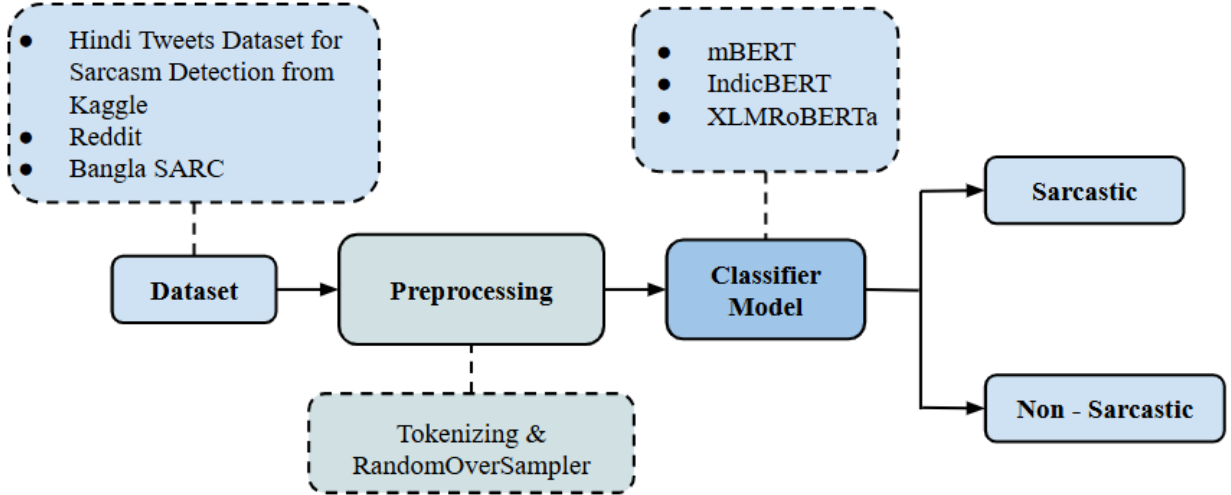 ● Hindi Tweets Dataset for
Sarcasm Detection from
Kaggle
● Reddit
● Bangla SARC
● mBERT
● IndicBERT
● XLMRoBERTa
Sarcastic
Dataset
Preprocessing
Classifier
Model
Non - Sarcastic
Tokenizing &
RandomOverSampler